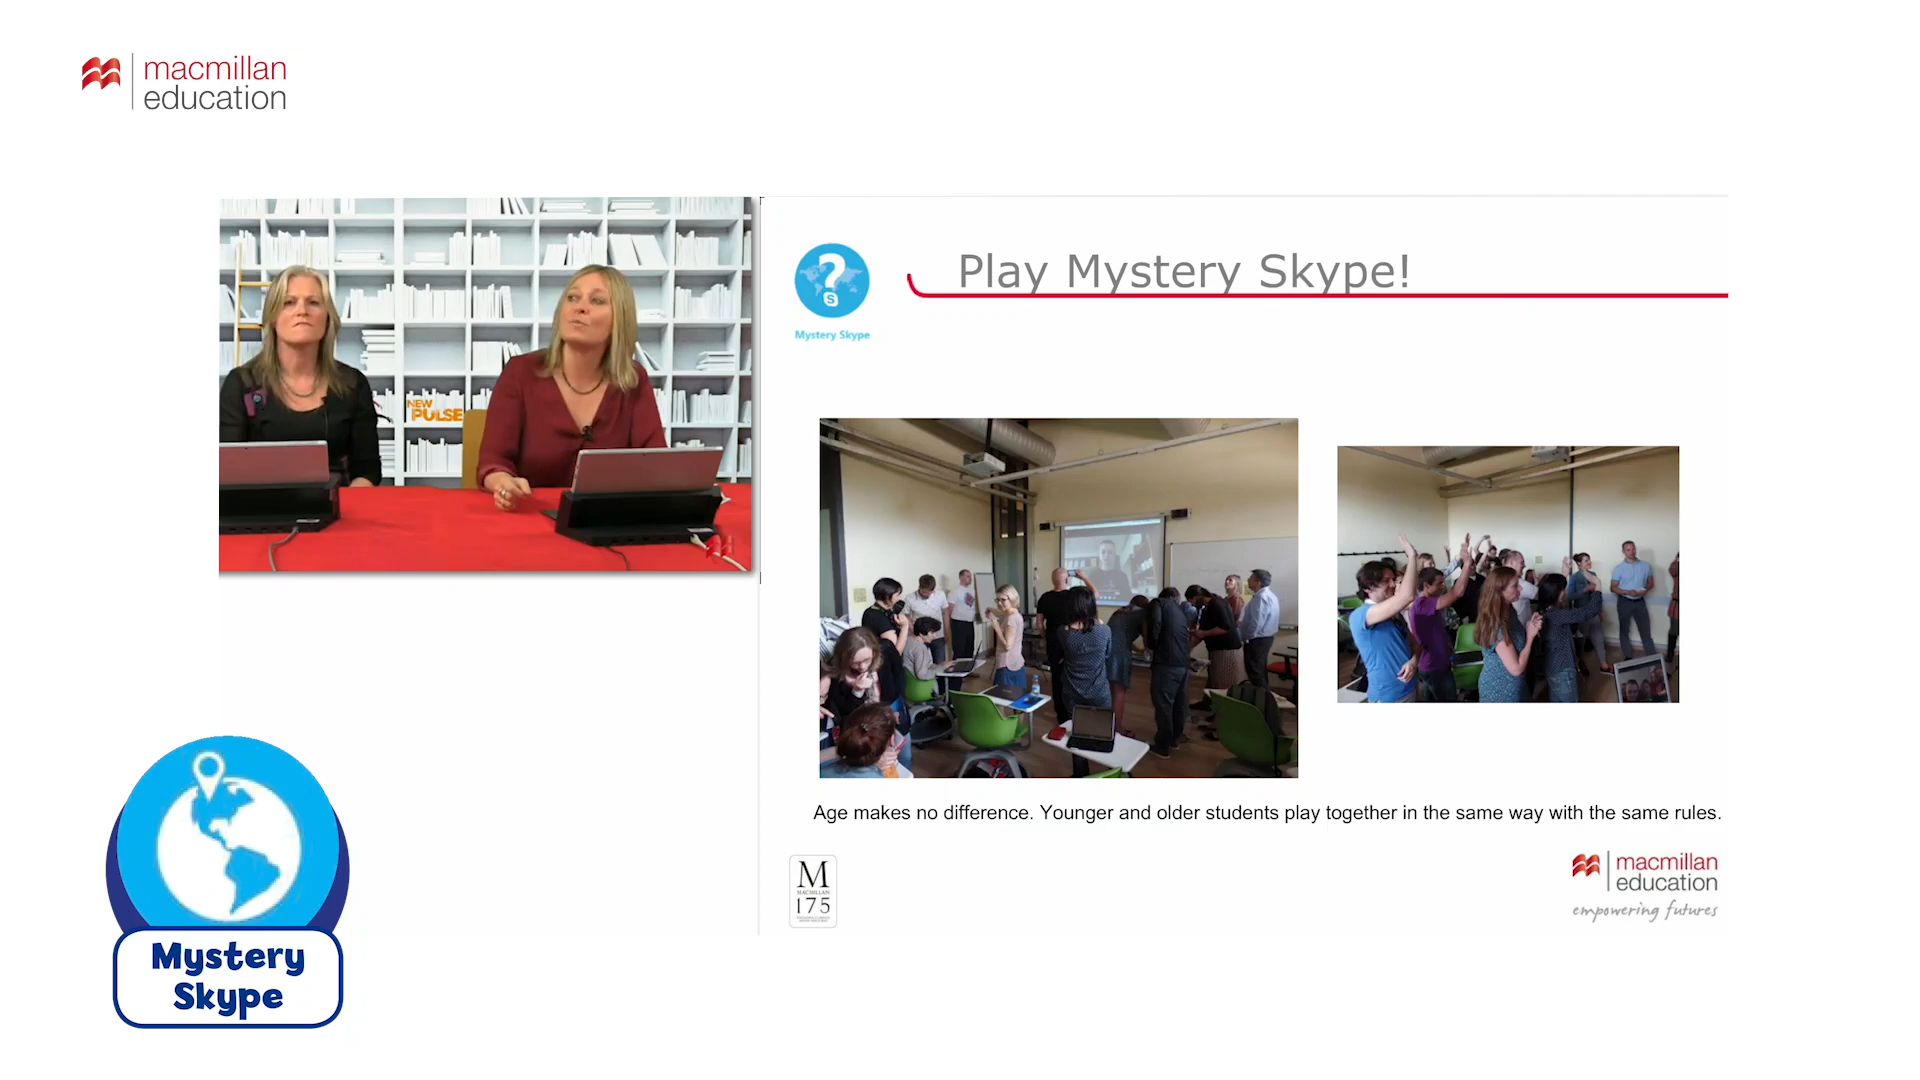 macmillan
education
NEW
PULSE
Play Mystery Skype!
Mystery Skype
Age makes no difference. Younger and older students play together in the same way with the same rules.
M
MACMILLAN
175
macmillan
education
empowering futures
Mystery
Skype